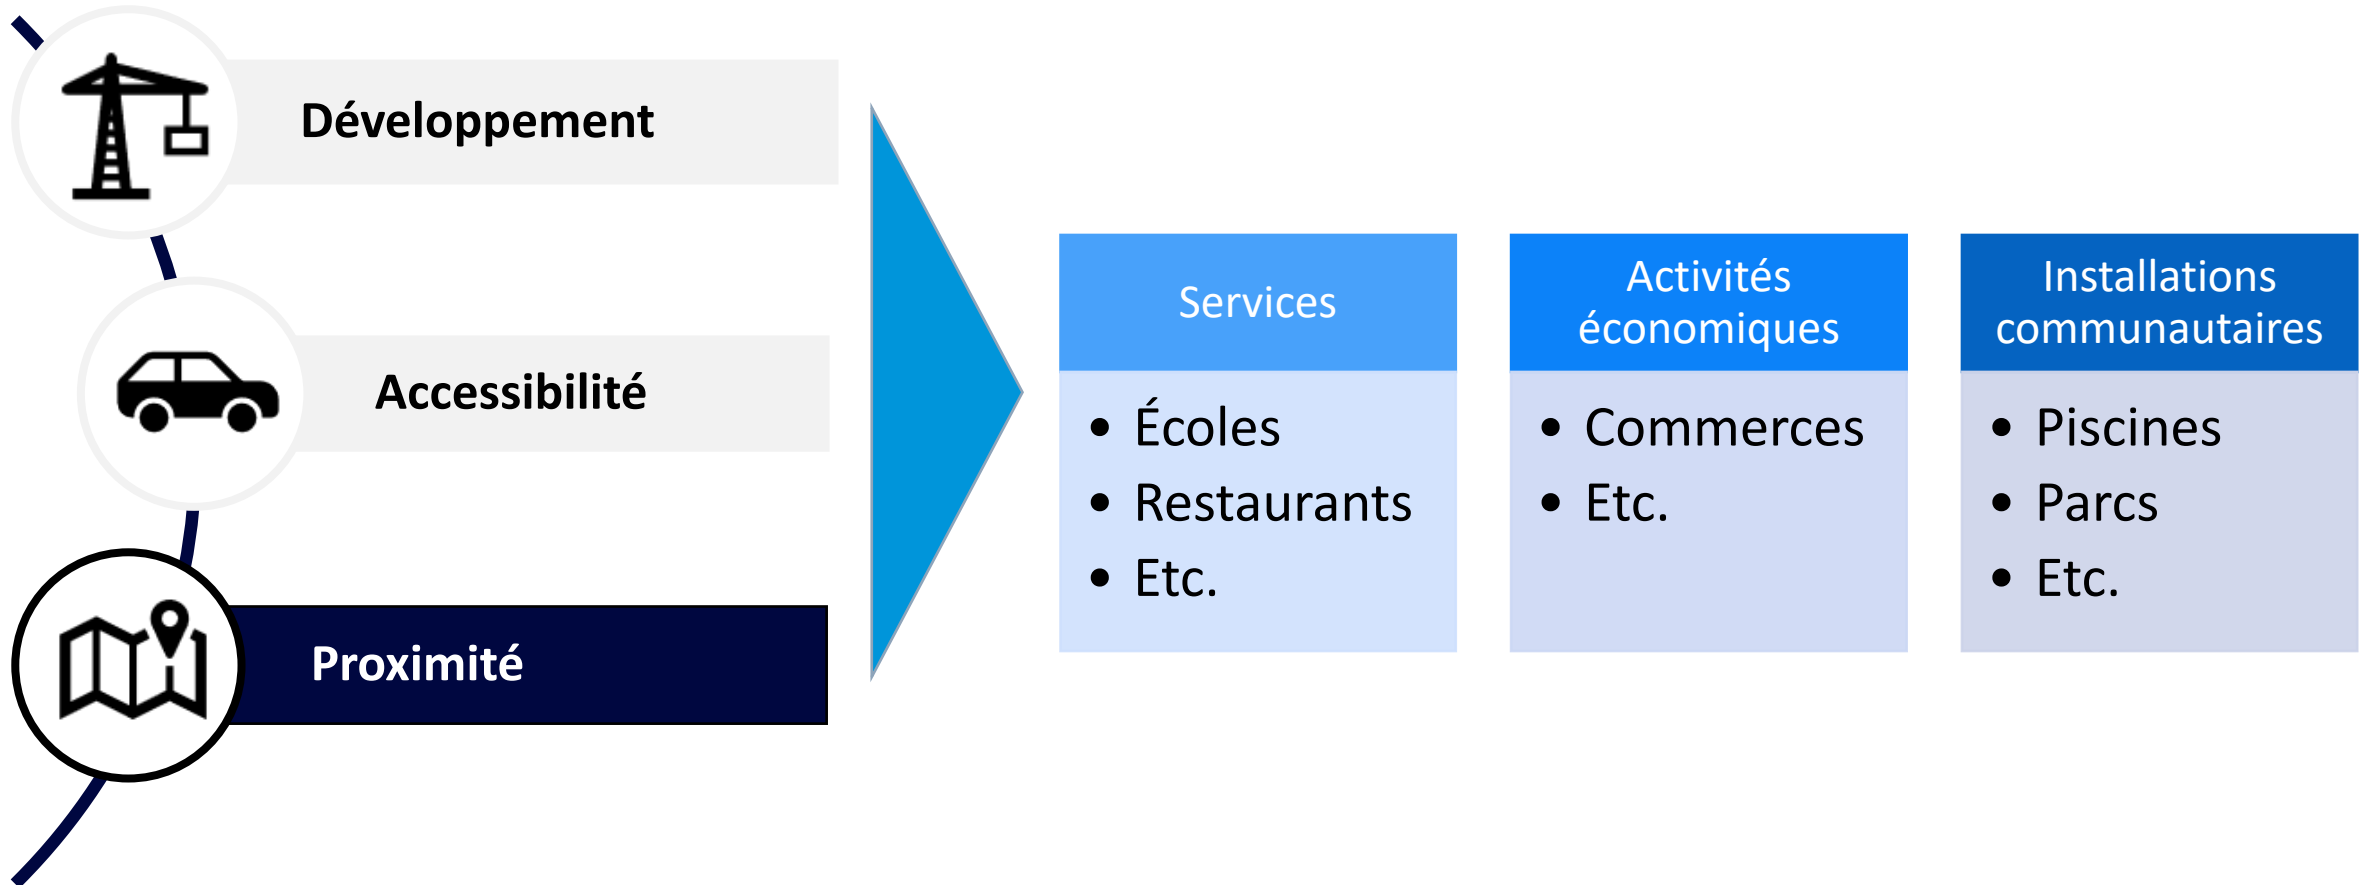 Développement
Accessibilité
Proximité
Services
• Écoles
• Restaurants
• Etc.
Activités
économiques
• Commerces
• Etc.
Installations
communautaires
• Piscines
• Parcs
• Etc.